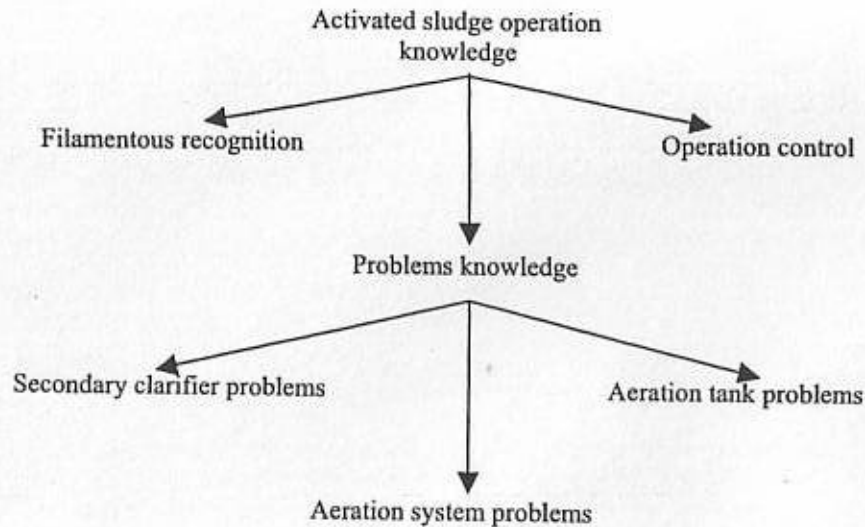 Activated sludge operation
knowledge
Filamentous recognition
Operation control
Problems knowledge
Secondary clarifier problems
Aeration tank problems
Aeration system problems